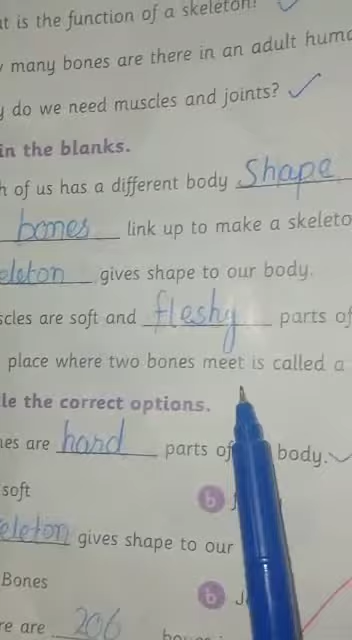 t is the function of a skeleton?
many bones are there in an adult huma
do we need muscles and joints?
in the blanks.
h of us has a different body Shape
bones link up to make a skeleto
eleton gives shape to our body.
scles are soft and fleshy parts of
place where two bones meet is called a
le the correct options.
nes are hard parts of body.
soft
b J
eleton gives shape to our
Bones
b J
re are 206